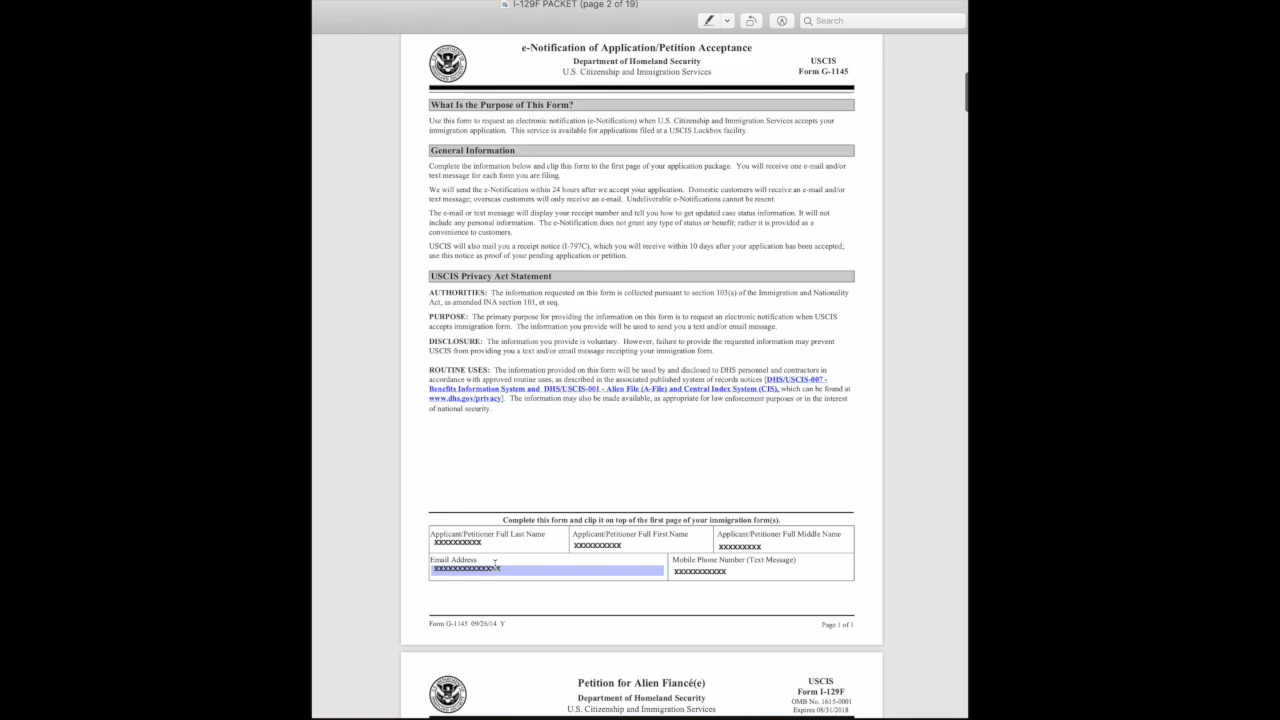 I-129F PACKET (page 2 of 19)
Search
e-Notification of Application/Petition Acceptance
Department of Homeland Security
U.S. Citizenship and Immigration Services
USCIS
Form G-1145
What Is the Purpose of This Form?
Use this form to request an electronic notification (e-Notification) when U.S. Citizenship and Immigration Services accepts your
immigration application. This service is available for applications filed at a USCIS Lockbox facility.
General Information
Complete the information below and clip this form to the first page of your application package. You will receive one e-mail and/or
text message for each form you are filing.
We will send the e-Notification within 24 hours after we accept your application. Domestic customers will receive an e-mail and/or
text message; overseas customers will only receive an e-mail. Undeliverable e-Notifications cannot be resent.
The e-mail or text message will display your receipt number and tell you how to get updated case status information. It will not
include any personal information. The e-Notification does not grant any type of status or benefit; rather it is provided as a
convenience to customers.
USCIS will also mail you a receipt notice (I-797C), which you will receive within 10 days after your application has been accepted;
use this notice as proof of your pending application or petition.
USCIS Privacy Act Statement
AUTHORITIES: The information requested on this form is collected pursuant to section 103(a) of the Immigration and Nationality
Act, as amended INA section 101, et seq.
PURPOSE: The primary purpose for providing the information on this form is to request an electronic notification when USCIS
accepts immigration form. The information you provide will be used to send you a text and/or email message.
DISCLOSURE: The information you provide is voluntary. However, failure to provide the requested information may prevent
USCIS from providing you a text and/or email message receipting your immigration form.
ROUTINE USES: The information provided on this form will be used by and disclosed to DHS personnel and contractors in
accordance with approved routine uses, as described in the associated published system of records notices [DHS/USCIS-007 -
Benefits Information System and DHS/USCIS-001 - Alien File (A-File) and Central Index System (CIS), which can be found at
www.dhs.gov/privacy]. The information may also be made available, as appropriate for law enforcement purposes or in the interest
of national security.
Complete this form and clip it on top of the first page of your immigration form(s).
Applicant/Petitioner Full Last Name
XXXXXXXXXX
Applicant/Petitioner Full First Name
XXXXXXXXXX
Applicant/Petitioner Full Middle Name
XXXXXXXXX
Email Address
XXXXXXXXXXXXXX
Mobile Phone Number (Text Message)
XXXXXXXXXXX
Form G-1145 09/26/14 Y
Page 1 of 1
Petition for Alien Fiancé(e)
Department of Homeland Security
U.S. Citizenship and Immigration Services
USCIS
Form I-129F
OMB No. 1615-0001
Expires 08/31/2018